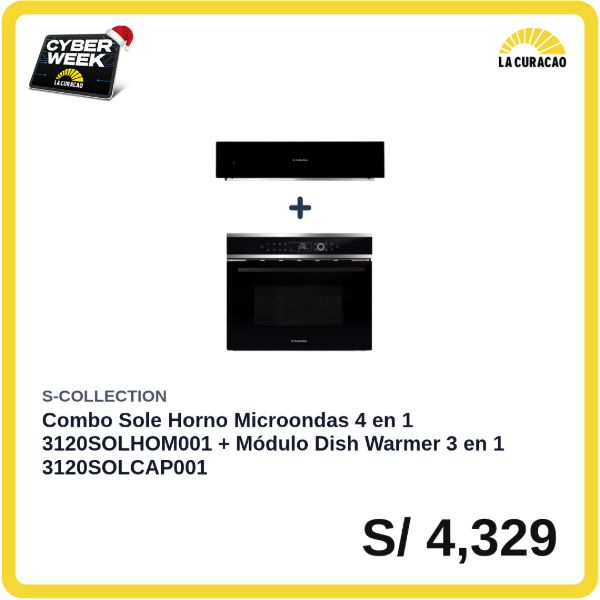 CYBER
WEEK
LA CURACAO
LA CURACAO
S-COLLECTION
Combo Sole Horno Microondas 4 en 1
3120SOLHOM001 + Módulo Dish Warmer 3 en 1
3120SOLCAP001
S/ 4,329